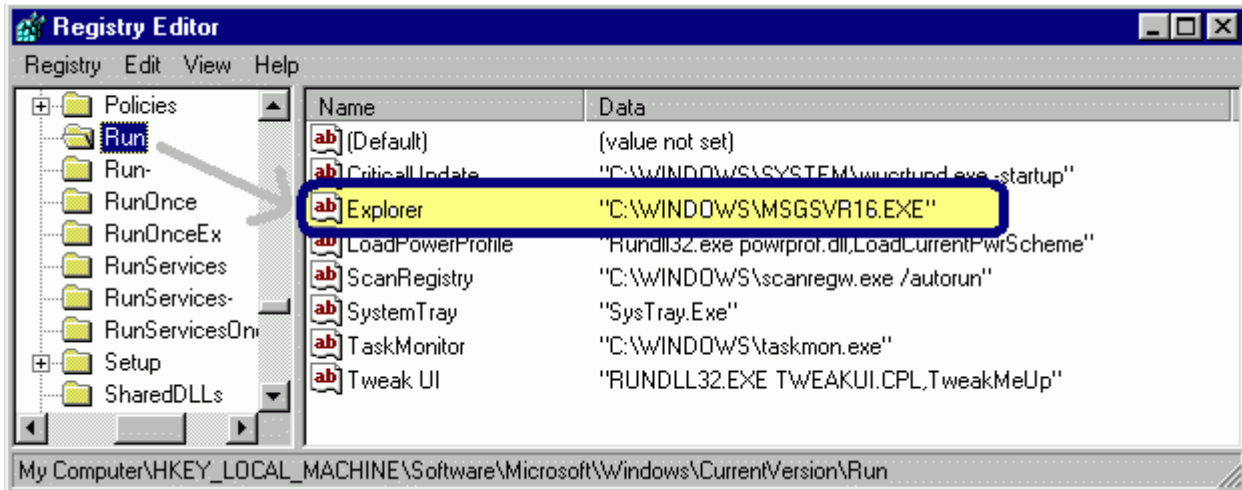 Registry Editor
Registry Edit View Help
Policies
Run
Run-
RunOnce
RunOnceEx
RunServices
RunServices-
RunServicesOn
Setup
SharedDLLs
Name Data
(Default) (value not set)
CriticalUpdate "C:\WINDOWS\SYSTEM\wucrtupd.exe -startup"
Explorer "C:\WINDOWS\MSGSVR16.EXE"
LoadPowerProfile "Rundll32.exe powrprof.dll,LoadCurrentPwrScheme"
ScanRegistry "C:\WINDOWS\scanregw.exe /autorun"
SystemTray "SysTray.Exe"
TaskMonitor "C:\WINDOWS\taskmon.exe"
Tweak UI "RUNDLL32.EXE TWEAKUI.CPL,TweakMeUp"
My Computer\HKEY_LOCAL_MACHINE\Software\Microsoft\Windows\CurrentVersion\Run